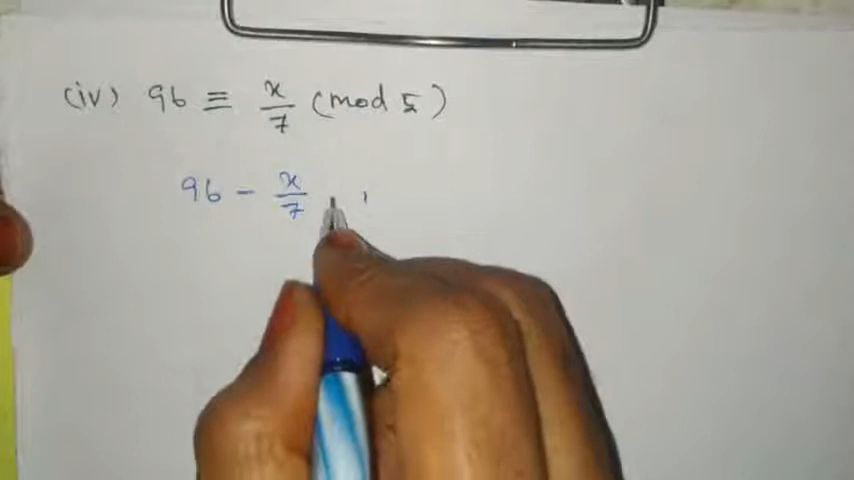 (iv) 96 ≡ x/7 (mod 5)
96 - x/7